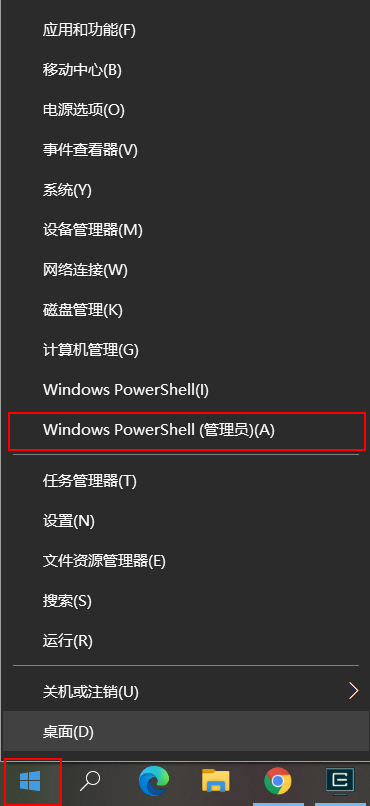 应用和功能(F)
移动中心(B)
电源选项(O)
事件查看器(V)
系统(Y)
设备管理器(M)
网络连接(W)
磁盘管理(K)
计算机管理(G)
Windows PowerShell(I)
Windows PowerShell (管理员)(A)
任务管理器(T)
设置(N)
文件资源管理器(E)
搜索(S)
运行(R)
关机或注销(U)
桌面(D)